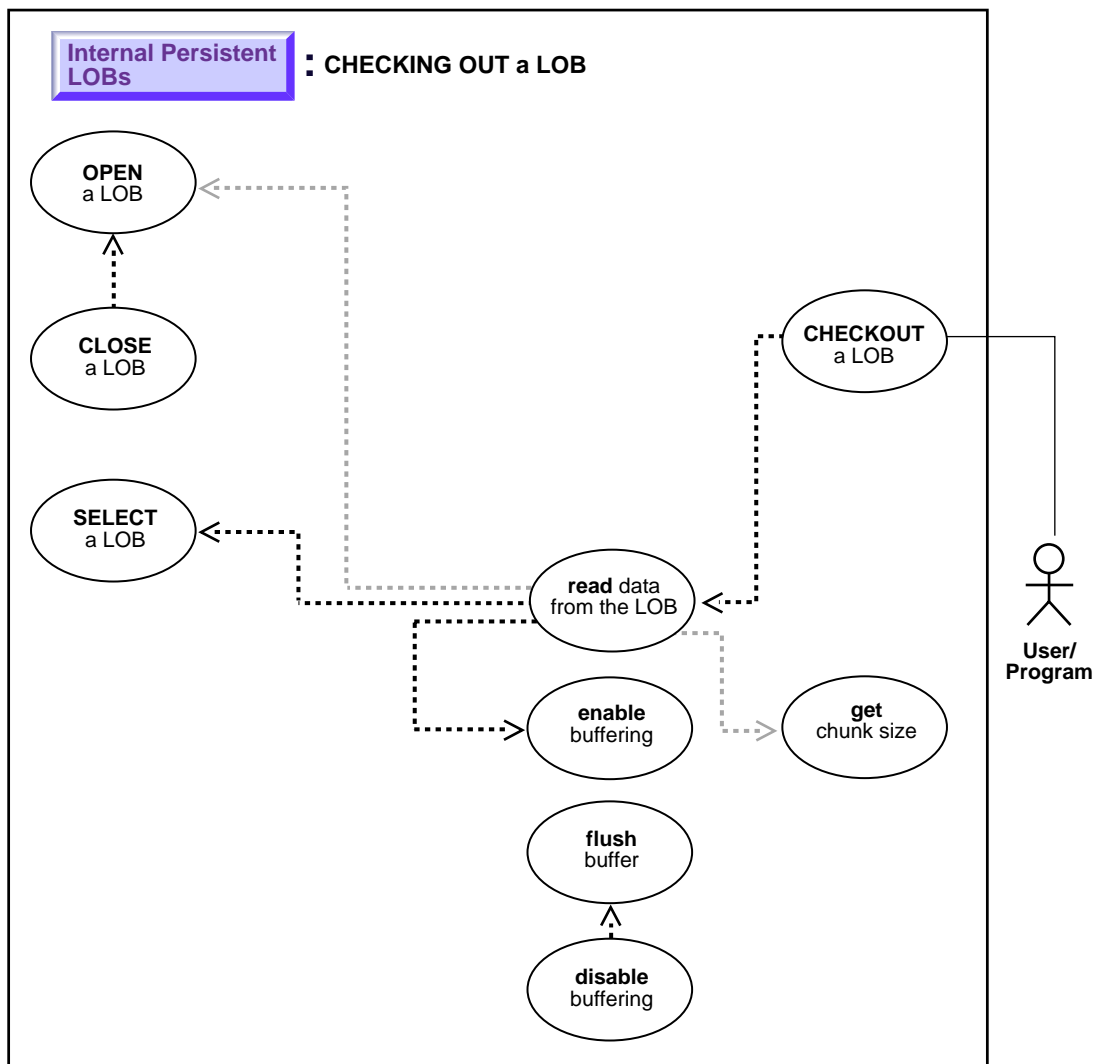 Internal Persistent
LOBs
: CHECKING OUT a LOB
OPEN
a LOB
CLOSE
a LOB
CHECKOUT
a LOB
SELECT
a LOB
read data
from the LOB
User/
Program
enable
buffering
get
chunk size
flush
buffer
disable
buffering